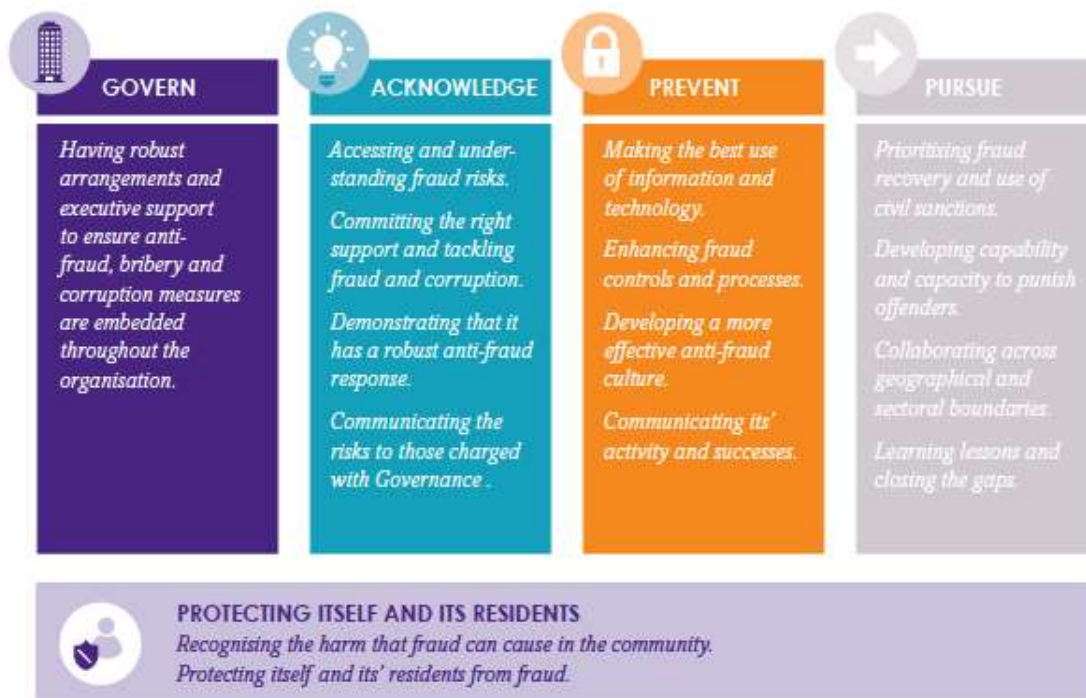 GOVERN
Having robust
arrangements and
executive support
to ensure anti-
fraud, bribery and
corruption measures
are embedded
throughout the
organisation.
ACKNOWLEDGE
Accessing and under-
standing fraud risks.
Committing the right
support and tackling
fraud and corruption.
Demonstrating that it
has a robust anti-fraud
response.
Communicating the
risks to those charged
with Governance .
PREVENT
Making the best use
of information and
technology.
Enhancing fraud
controls and processes.
Developing a more
effective anti-fraud
culture.
Communicating its’
activity and successes.
PURSUE
Prioritising fraud
recovery and use of
civil sanctions.
Developing capability
and capacity to punish
offenders.
Collaborating across
geographical and
sectoral boundaries.
Learning lessons and
closing the gaps.
PROTECTING ITSELF AND ITS RESIDENTS
Recognising the harm that fraud can cause in the community.
Protecting itself and its’ residents from fraud.